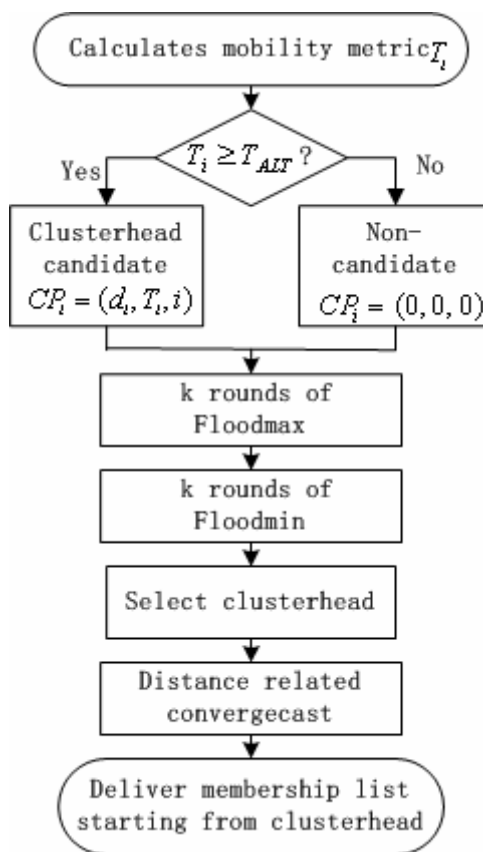 Calculates mobility metric T_i
T_i ≥ T_ALT ?
Yes
No
Clusterhead
candidate
CP_i = (d_i, T_i, i)
Non-
candidate
CP_i = (0, 0, 0)
k rounds of
Floodmax
k rounds of
Floodmin
Select clusterhead
Distance related
convergecast
Deliver membership list
starting from clusterhead